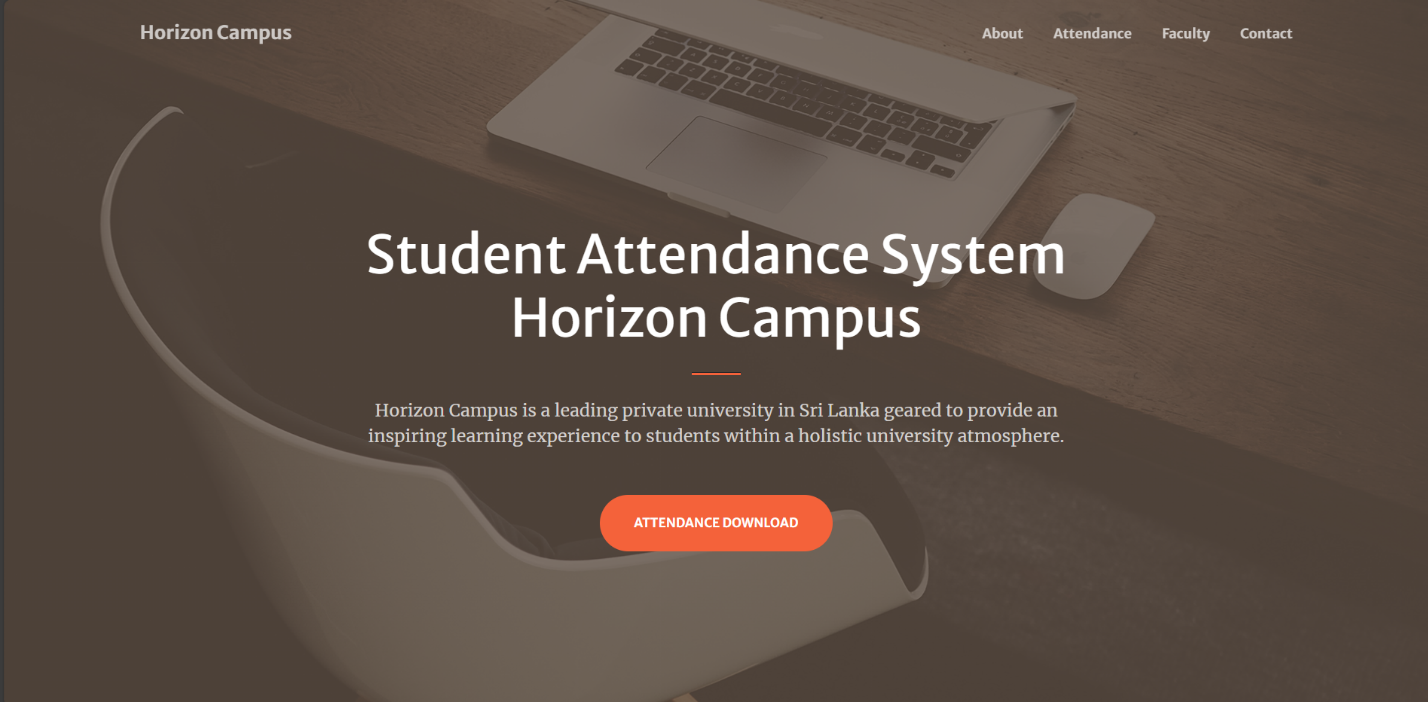 Horizon Campus
About
Attendance
Faculty
Contact
Student Attendance System
Horizon Campus
Horizon Campus is a leading private university in Sri Lanka geared to provide an
inspiring learning experience to students within a holistic university atmosphere.
ATTENDANCE DOWNLOAD